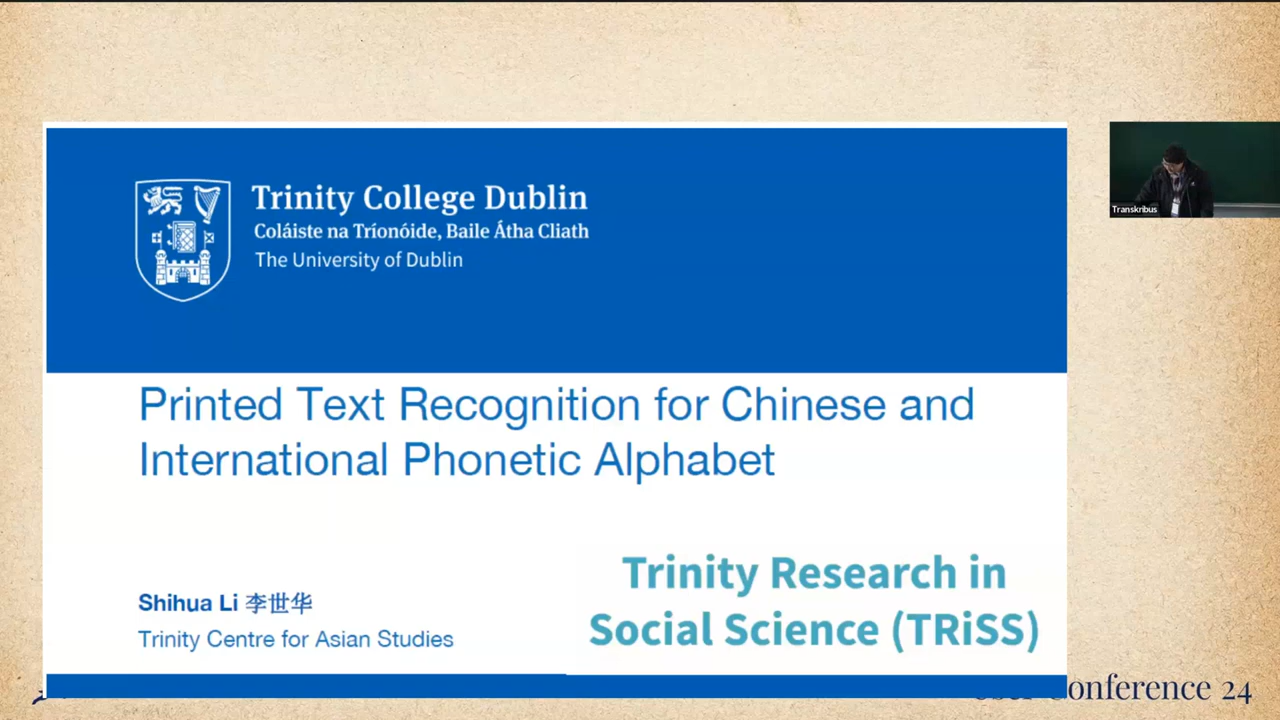 Trinity College Dublin
Coláiste na Tríonóide, Baile Átha Cliath
The University of Dublin
Transkribus
Printed Text Recognition for Chinese and
International Phonetic Alphabet
Trinity Research in
Social Science (TRiSS)
Shihua Li 李世华
Trinity Centre for Asian Studies
Conference 24